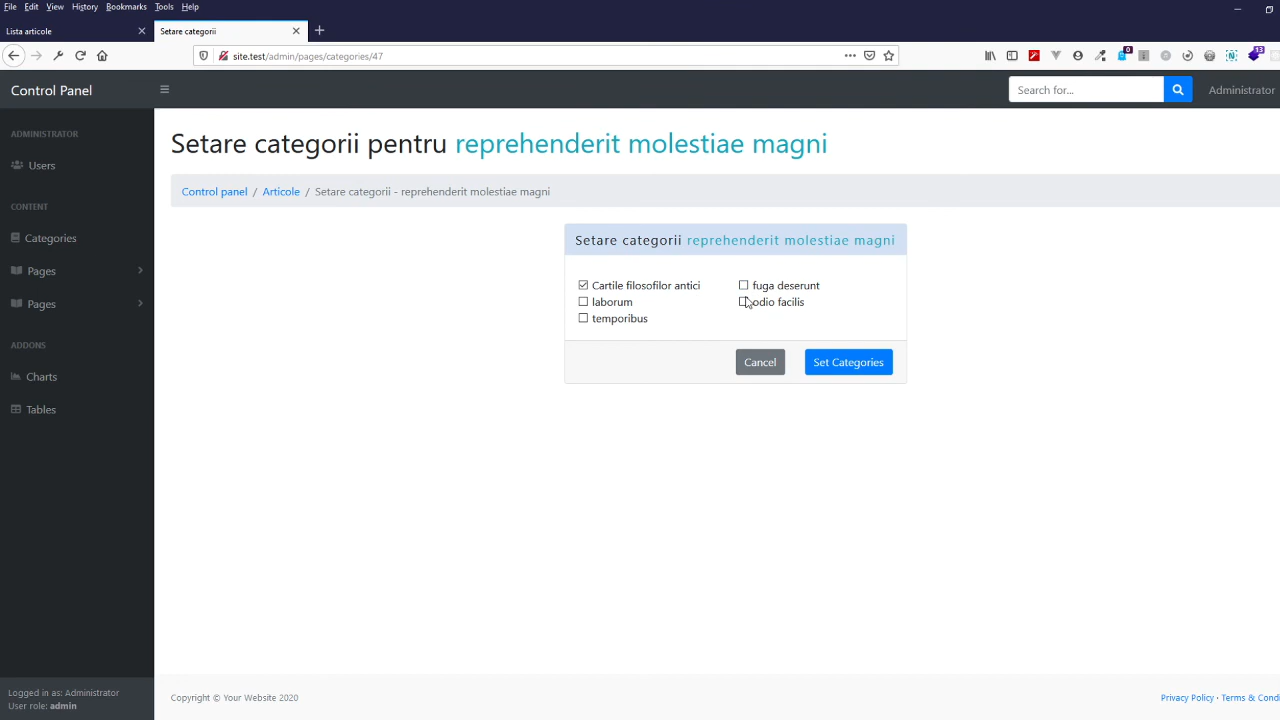 File Edit View History Bookmarks Tools Help
Lista articole
Setare categorii
site.test/admin/pages/categories/47
0
13
Control Panel
Search for...
Administrator
ADMINISTRATOR
Users
CONTENT
Categories
Pages
Pages
ADDONS
Charts
Tables
Logged in as: Administrator
User role: admin
Setare categorii pentru reprehenderit molestiae magni
Control panel / Articole / Setare categorii - reprehenderit molestiae magni
Setare categorii reprehenderit molestiae magni
Cartile filosofilor antici
fuga deserunt
laborum
odio facilis
temporibus
Cancel
Set Categories
Copyright © Your Website 2020
Privacy Policy · Terms & Condi